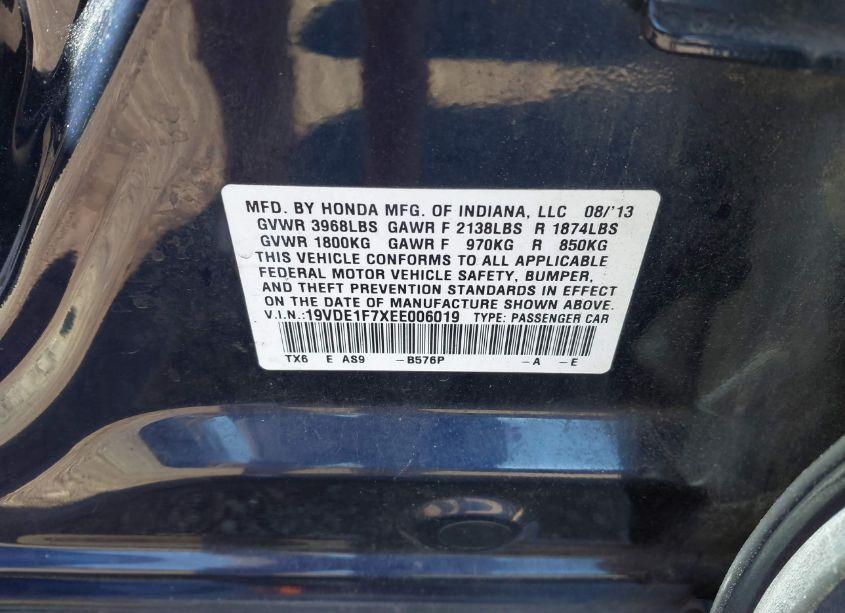 MFD. BY HONDA MFG. OF INDIANA, LLC 08/'13
GVWR 3968LBS GAWR F 2138LBS R 1874LBS
GVWR 1800KG GAWR F 970KG R 850KG
THIS VEHICLE CONFORMS TO ALL APPLICABLE
FEDERAL MOTOR VEHICLE SAFETY, BUMPER,
AND THEFT PREVENTION STANDARDS IN EFFECT
ON THE DATE OF MANUFACTURE SHOWN ABOVE.
V.I.N.:19VDE1F7XEE006019 TYPE: PASSENGER CAR
TX6 E AS9 -B576P -A -E